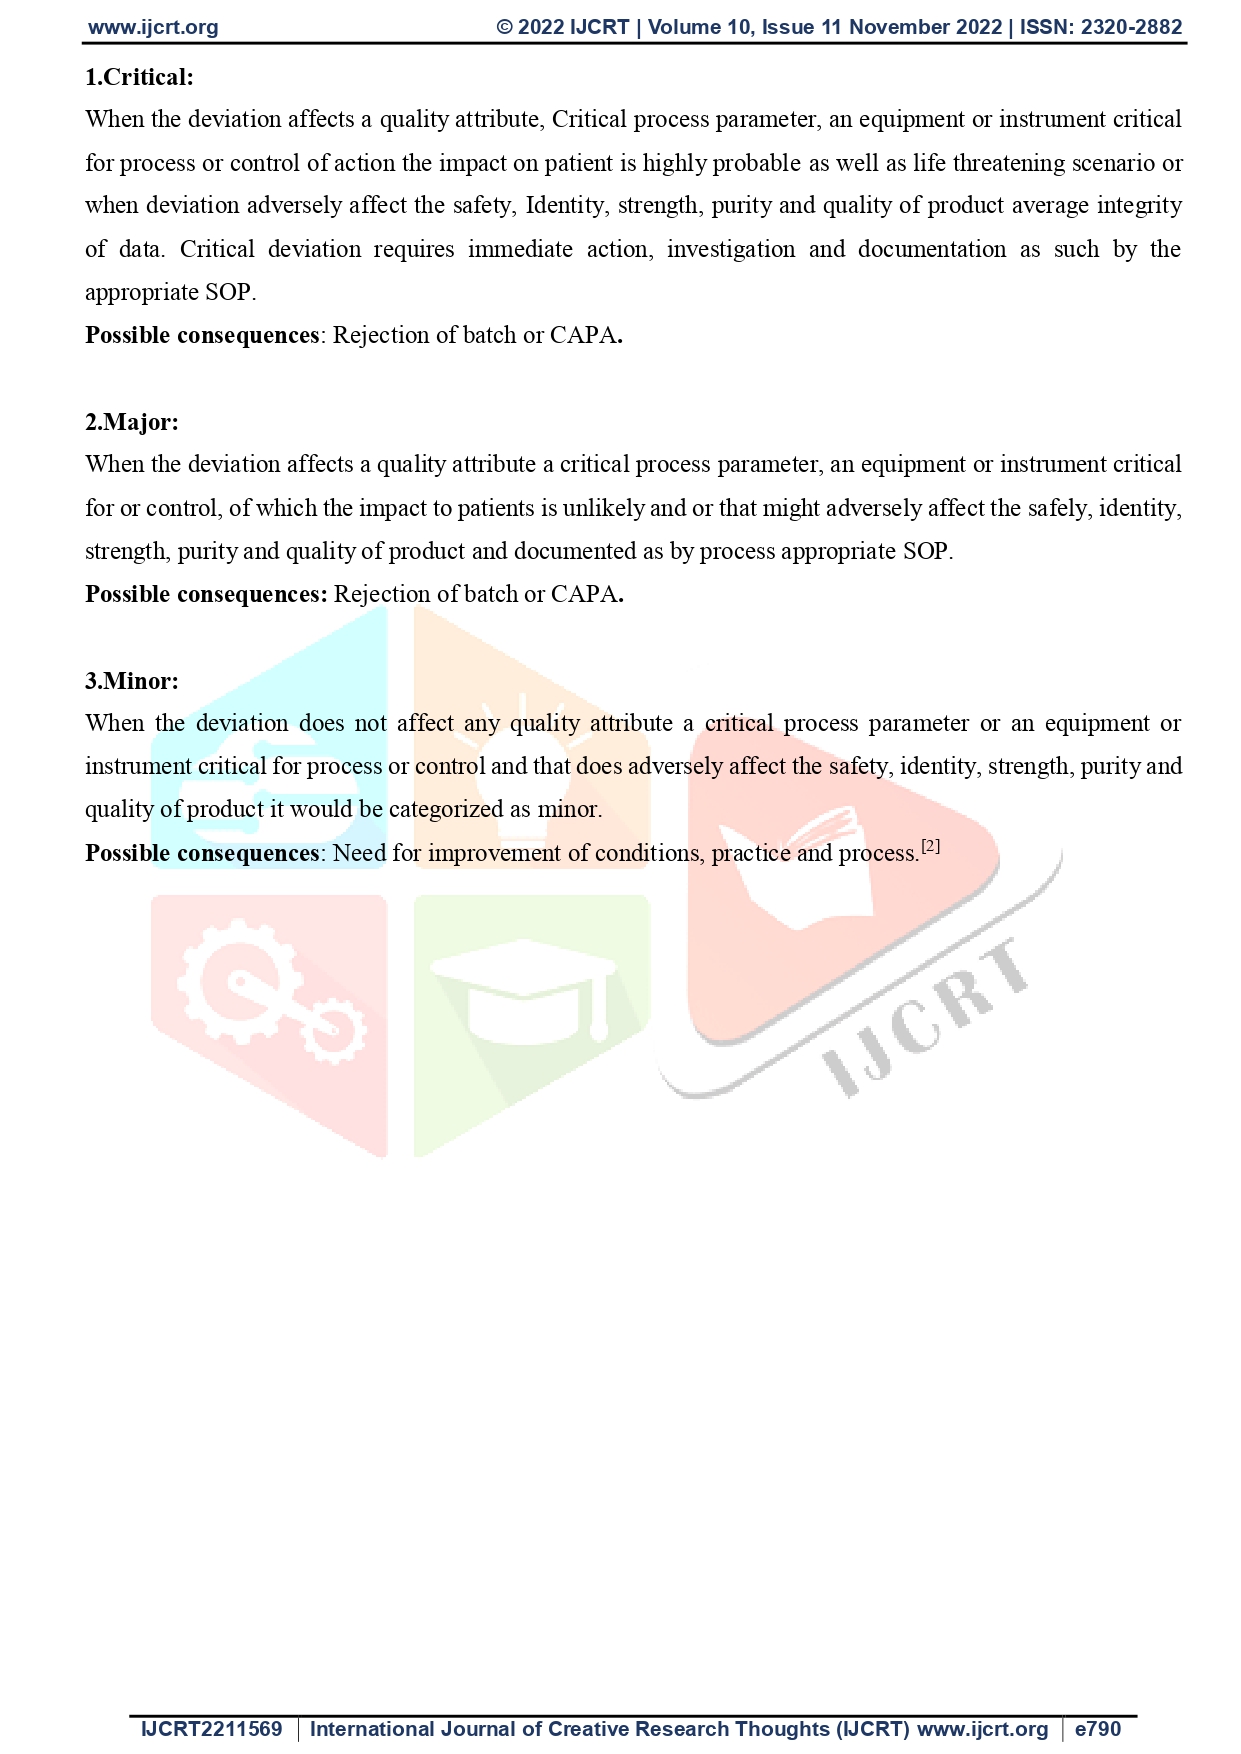 www.ijcrt.org © 2022 IJCRT | Volume 10, Issue 11 November 2022 | ISSN: 2320-2882
1.Critical:
When the deviation affects a quality attribute, Critical process parameter, an equipment or instrument critical
for process or control of action the impact on patient is highly probable as well as life threatening scenario or
when deviation adversely affect the safety, Identity, strength, purity and quality of product average integrity
of data. Critical deviation requires immediate action, investigation and documentation as such by the
appropriate SOP.
Possible consequences: Rejection of batch or CAPA.
2.Major:
When the deviation affects a quality attribute a critical process parameter, an equipment or instrument critical
for or control, of which the impact to patients is unlikely and or that might adversely affect the safely, identity,
strength, purity and quality of product and documented as by process appropriate SOP.
Possible consequences: Rejection of batch or CAPA.
3.Minor:
When the deviation does not affect any quality attribute a critical process parameter or an equipment or
instrument critical for process or control and that does adversely affect the safety, identity, strength, purity and
quality of product it would be categorized as minor.
Possible consequences: Need for improvement of conditions, practice and process.[2]
IJCRT
IJCRT2211569 International Journal of Creative Research Thoughts (IJCRT) www.ijcrt.org e790